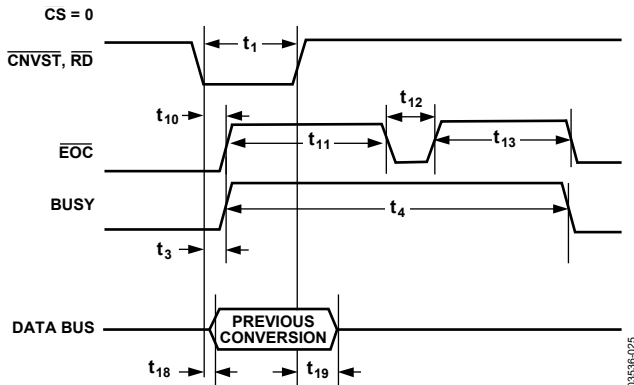 CS = 0
CNVST, RD
t1
t10
t12
EOC
t11
t13
BUSY
t4
t3
DATA BUS
PREVIOUS
CONVERSION
t18
t19
03536-025